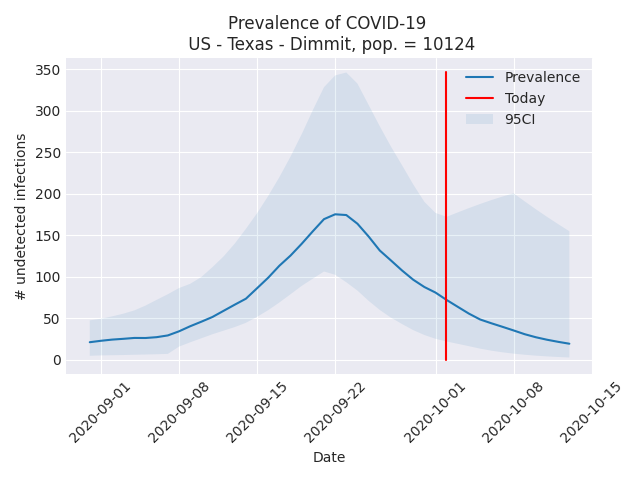 Prevalence of COVID-19
US - Texas - Dimmit, pop. = 10124
# undetected infections
350
300
250
200
150
100
50
0
Prevalence
Today
95CI
2020-09-01
2020-09-08
2020-09-15
2020-09-22
2020-10-01
2020-10-08
2020-10-15
Date